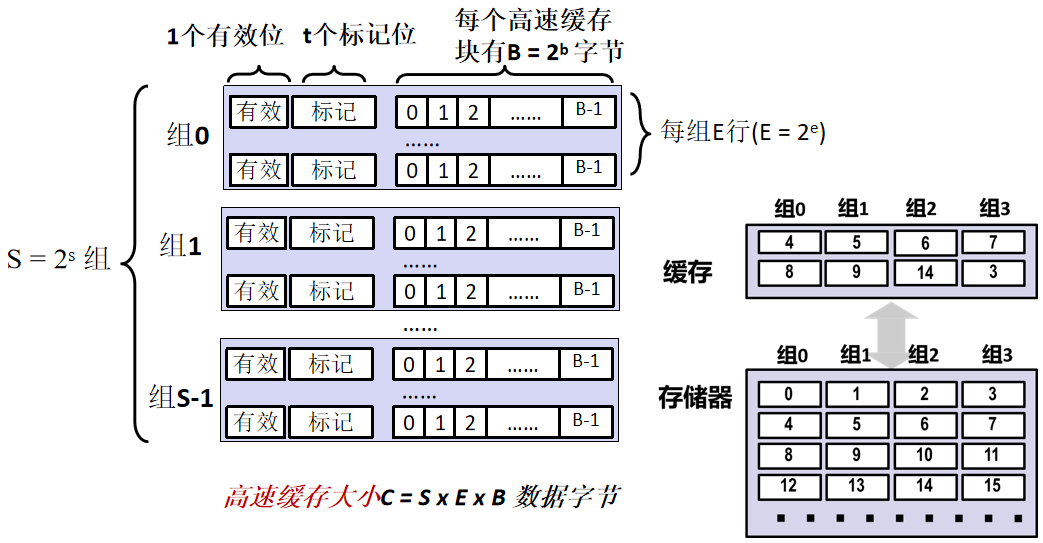 1个有效位 t个标记位 每个高速缓存
块有B = 2ᵇ 字节
有效 标记 0 1 2 …… B-1
组0 …… 每组E行(E = 2ᵉ)
有效 标记 0 1 2 …… B-1
有效 标记 0 1 2 …… B-1
组1 ……
有效 标记 0 1 2 …… B-1
S = 2ˢ 组
……
有效 标记 0 1 2 …… B-1
组S-1 ……
有效 标记 0 1 2 …… B-1
高速缓存大小C = S x E x B 数据字节
组0 组1 组2 组3
4 5 6 7
缓存
8 9 14 3
组0 组1 组2 组3
存储器
0 1 2 3
4 5 6 7
8 9 10 11
12 13 14 15